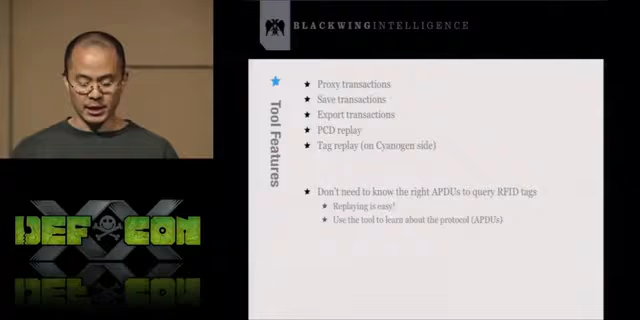 BLACKWINGINTELLIGENCE
Tool Features
Proxy transactions
Save transactions
Export transactions
PCD replay
Tag replay (on Cyanogen side)
Don't need to know the right APDUs to query RFID tags
Replaying is easy!
Use the tool to learn about the protocol (APDUs)
DEF CON
XX